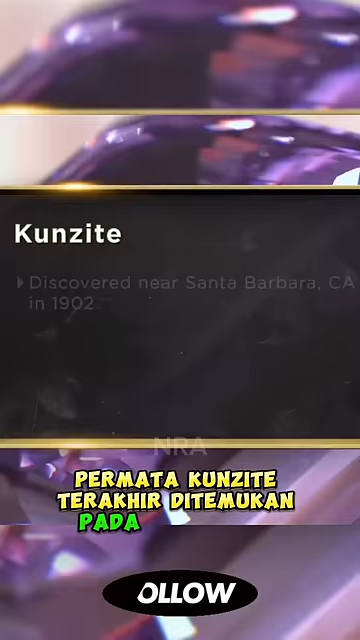 Kunzite
Discovered near Santa Barbara, CA
in 1902
NRA
PERMATA KUNZITE
TERAKHIR DITEMUKAN
PADA
OLLOW